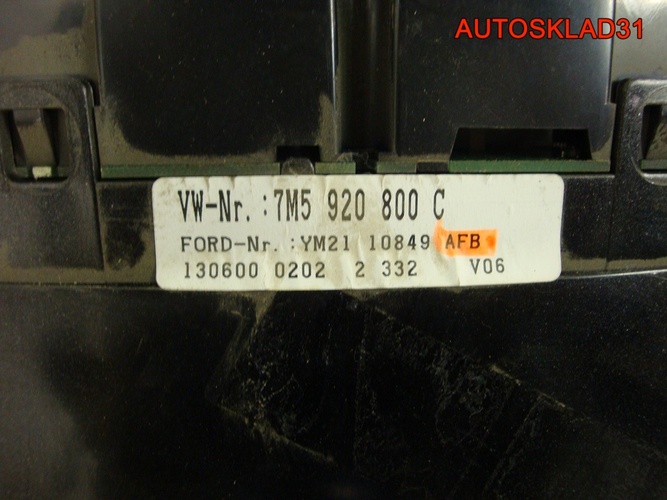 AUTOSKLAD31
VW-Nr. :7M5 920 800 C
FORD-Nr. :YM21 10849 AFB
130600 0202 2 332 V06